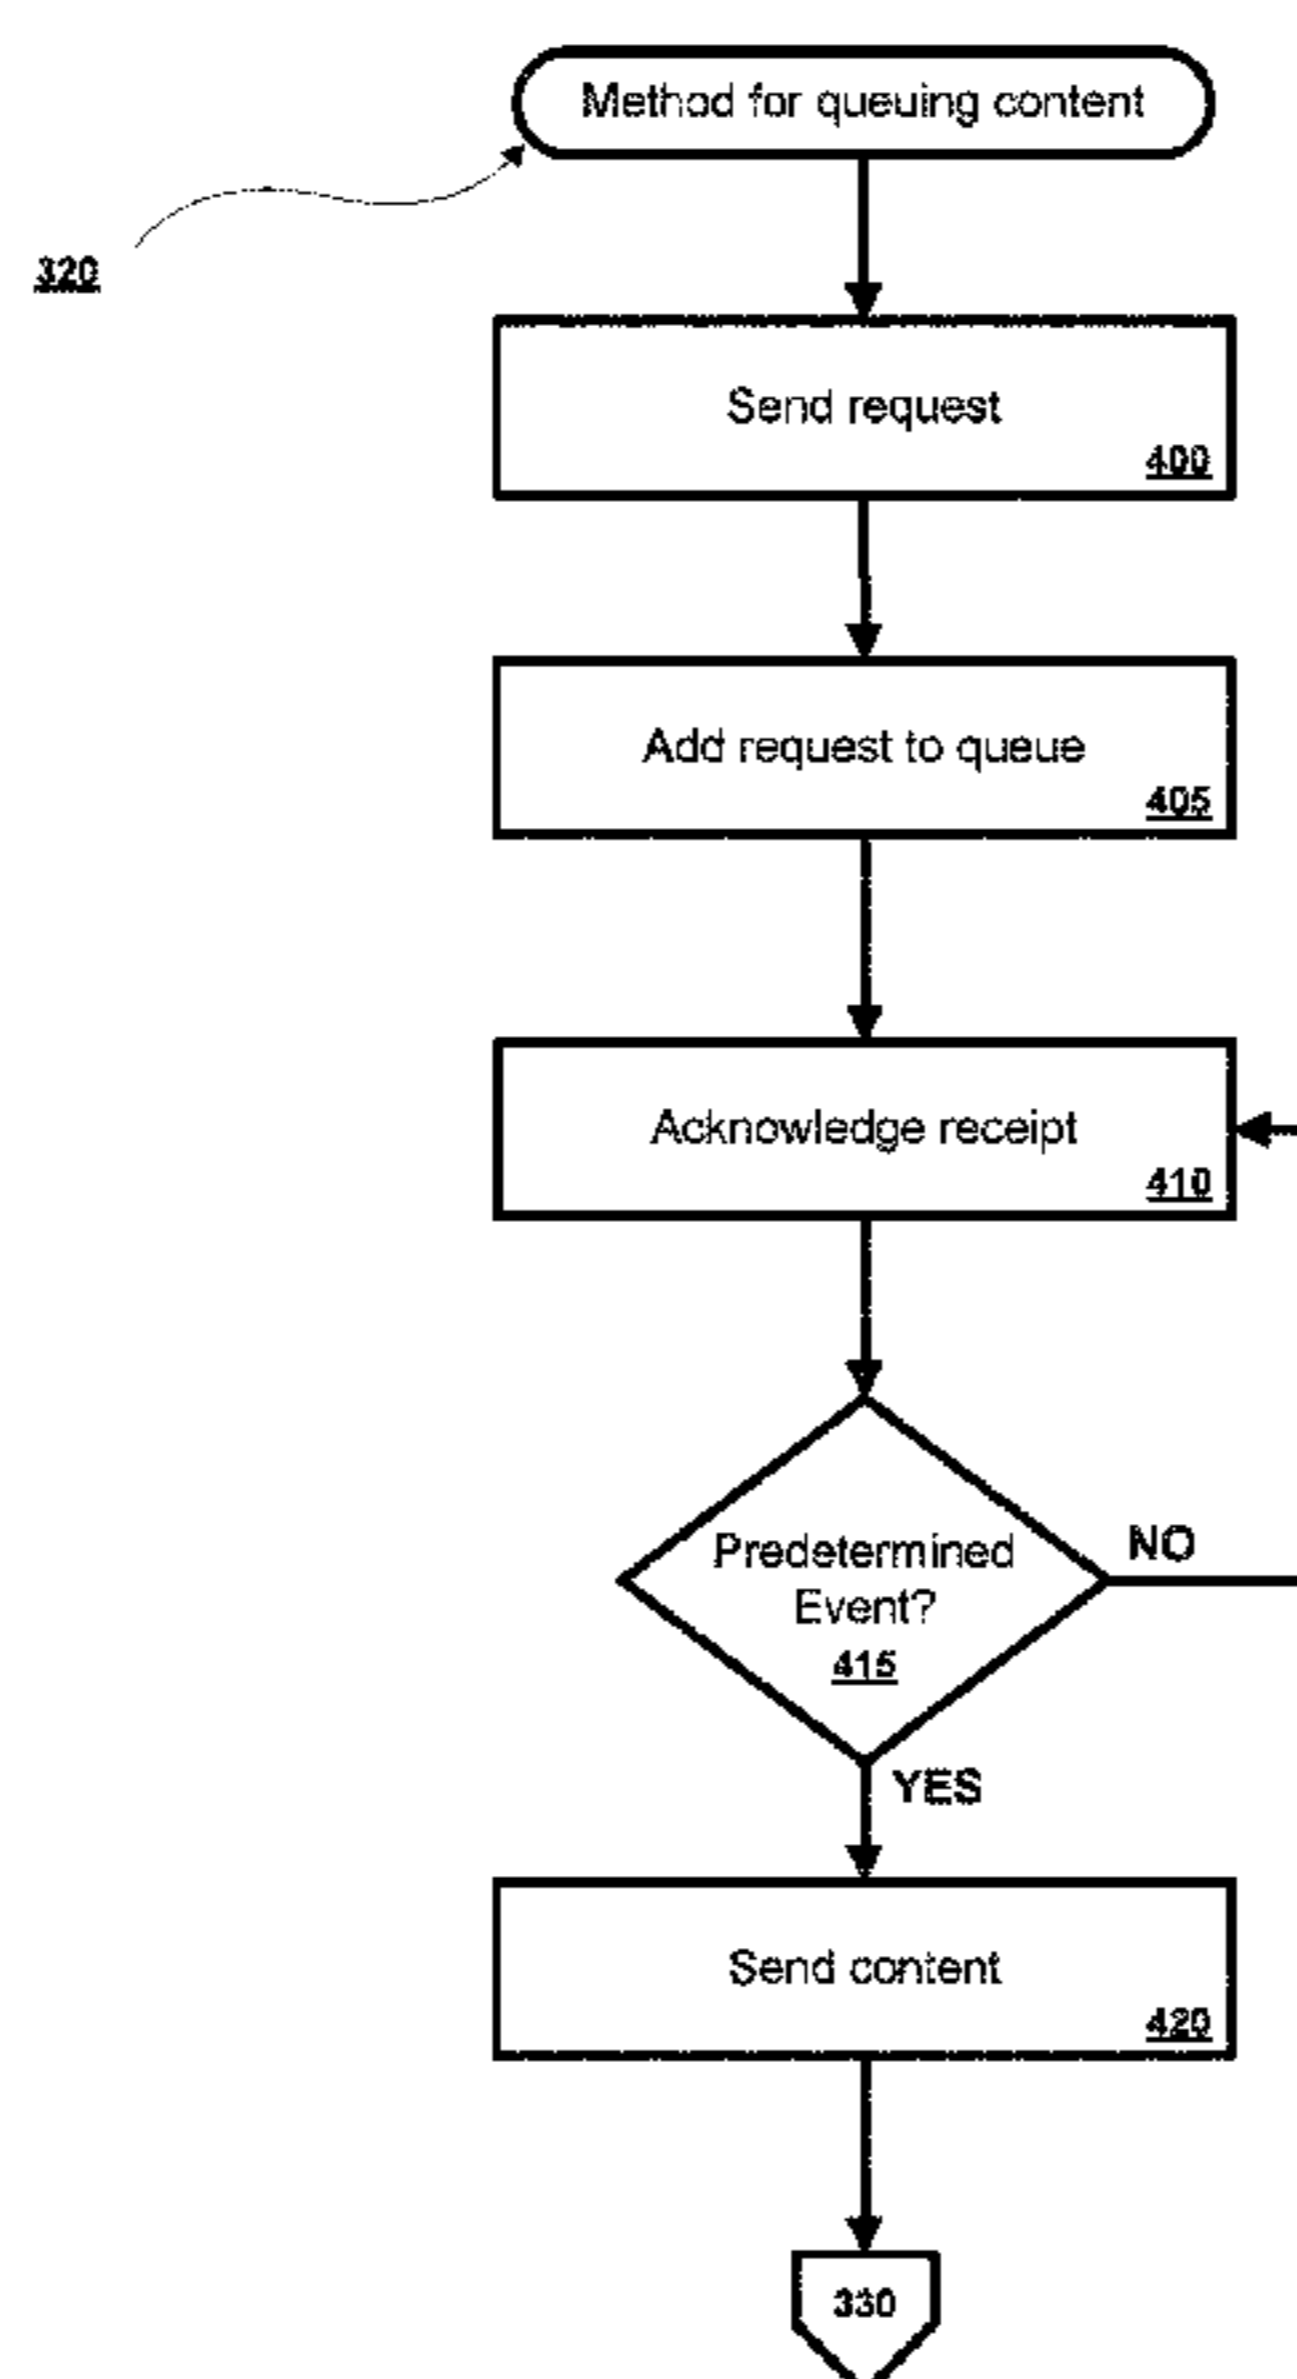 Method for queuing content
320
Send request
400
Add request to queue
405
Acknowledge receipt
410
Predetermined
Event?
415
NO
YES
Send content
420
330